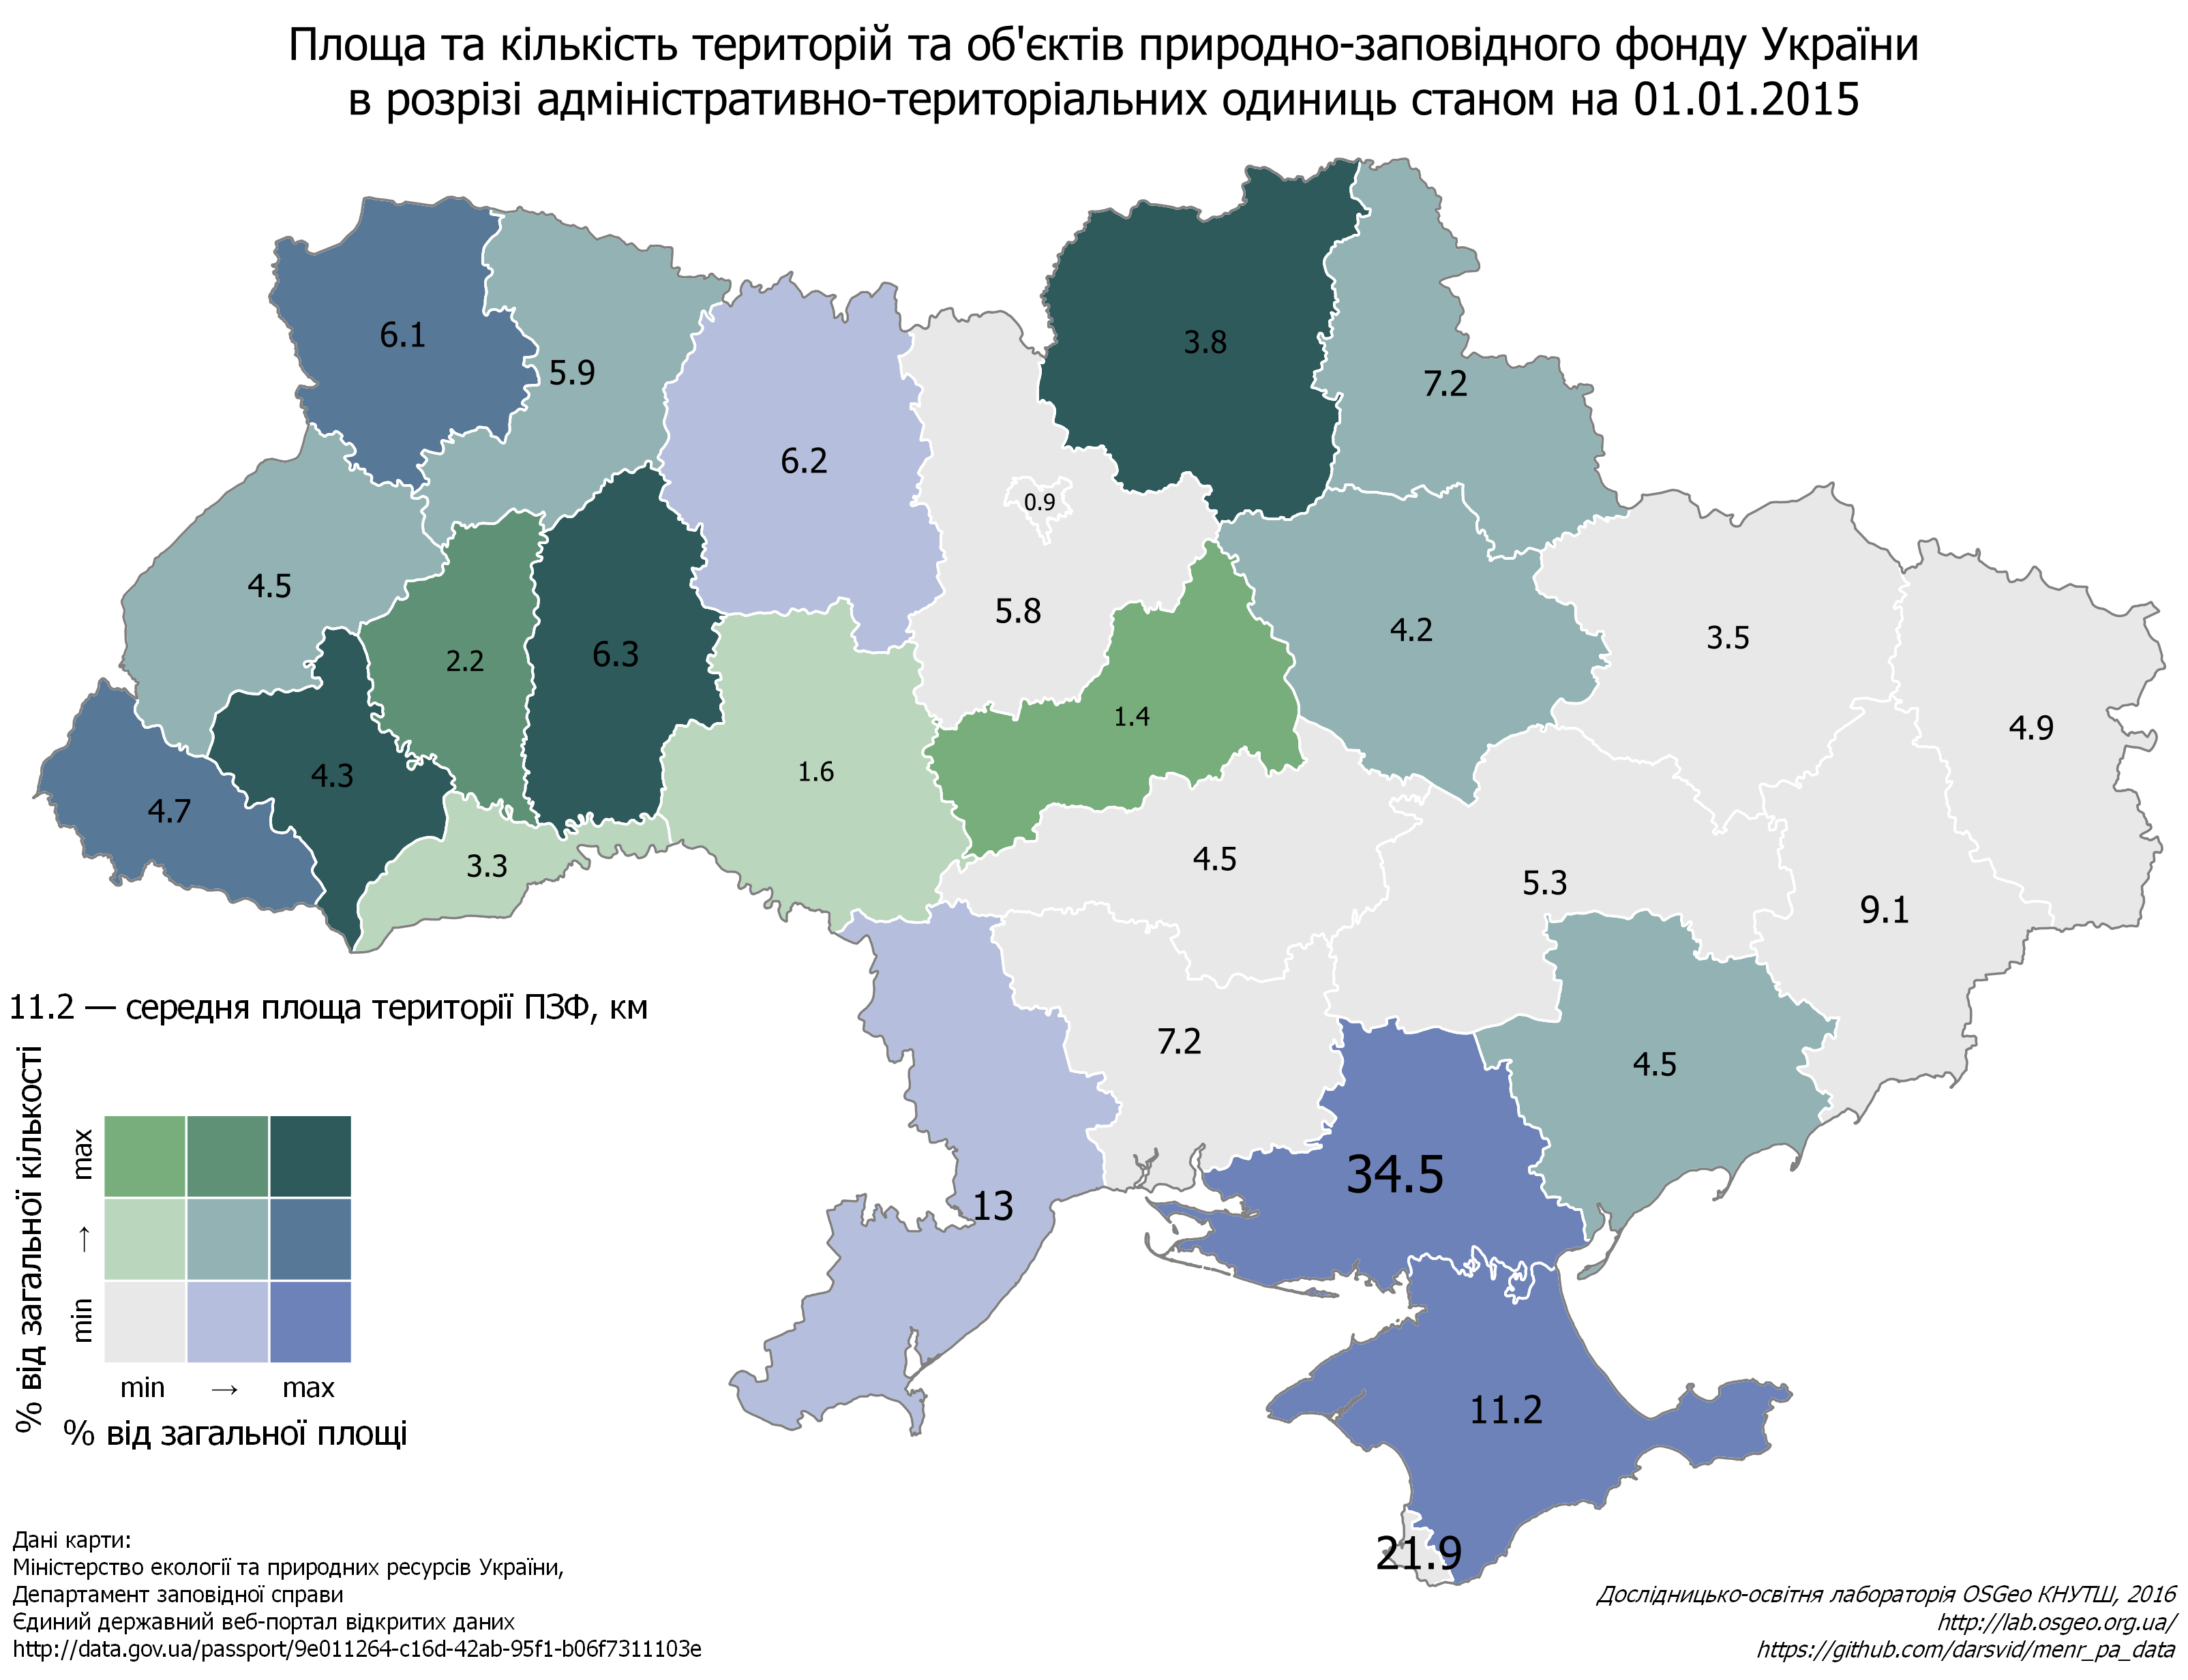 Площа та кількість територій та об'єктів природно-заповідного фонду України
в розрізі адміністративно-територіальних одиниць станом на 01.01.2015
6.1
5.9
6.2
0.9
3.8
7.2
4.5
2.2
6.3
5.8
4.2
3.5
4.9
4.7
4.3
3.3
1.6
1.4
4.5
5.3
9.1
13
7.2
34.5
4.5
11.2
21.9
11.2 — середня площа території ПЗФ, км
% від загальної кількості
max
→
min
min → max
% від загальної площі
Дані карти:
Міністерство екології та природних ресурсів України,
Департамент заповідної справи
Єдиний державний веб-портал відкритих даних
http://data.gov.ua/passport/9e011264-c16d-42ab-95f1-b06f7311103e
Дослідницько-освітня лабораторія OSGeo КНУТШ, 2016
http://lab.osgeo.org.ua/
https://github.com/darsvid/menr_pa_data